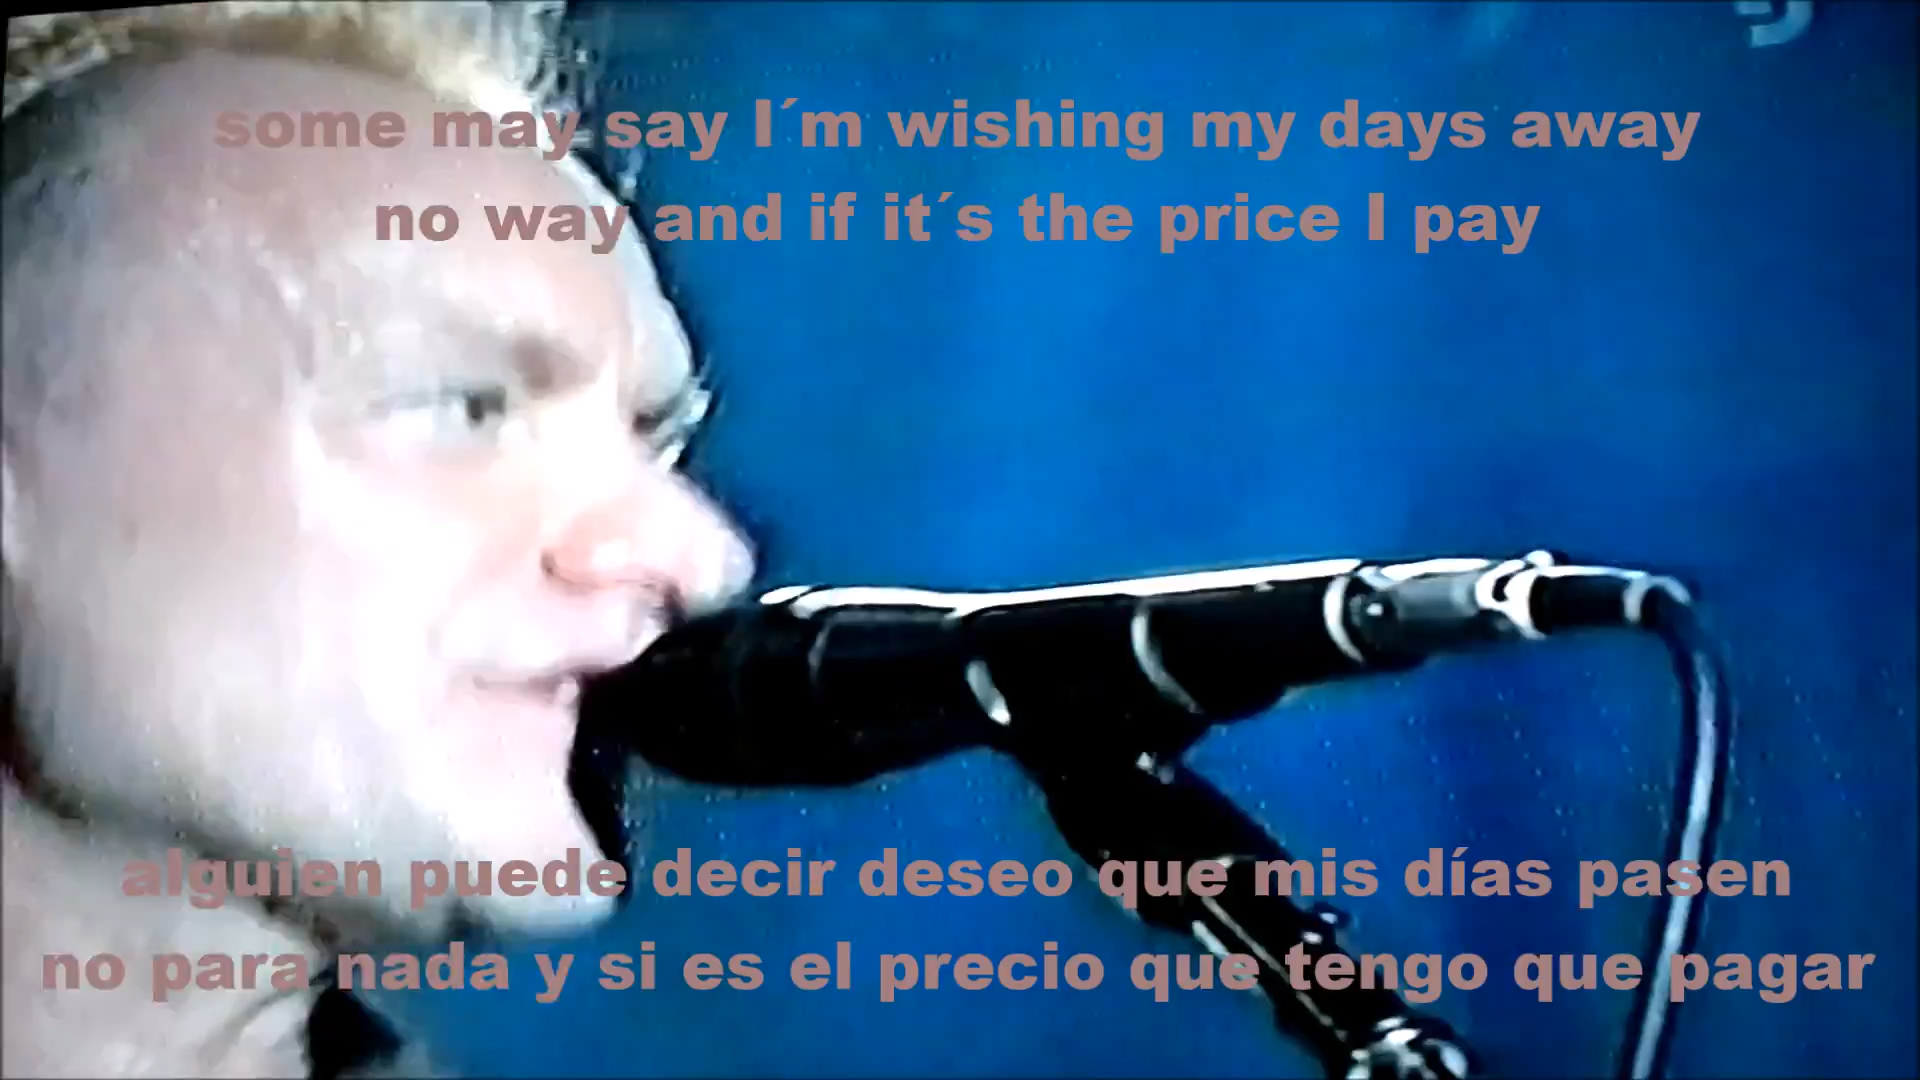 some may say I´m wishing my days away
no way and if it´s the price I pay
alguien puede decir deseo que mis días pasen
no para nada y si es el precio que tengo que pagar